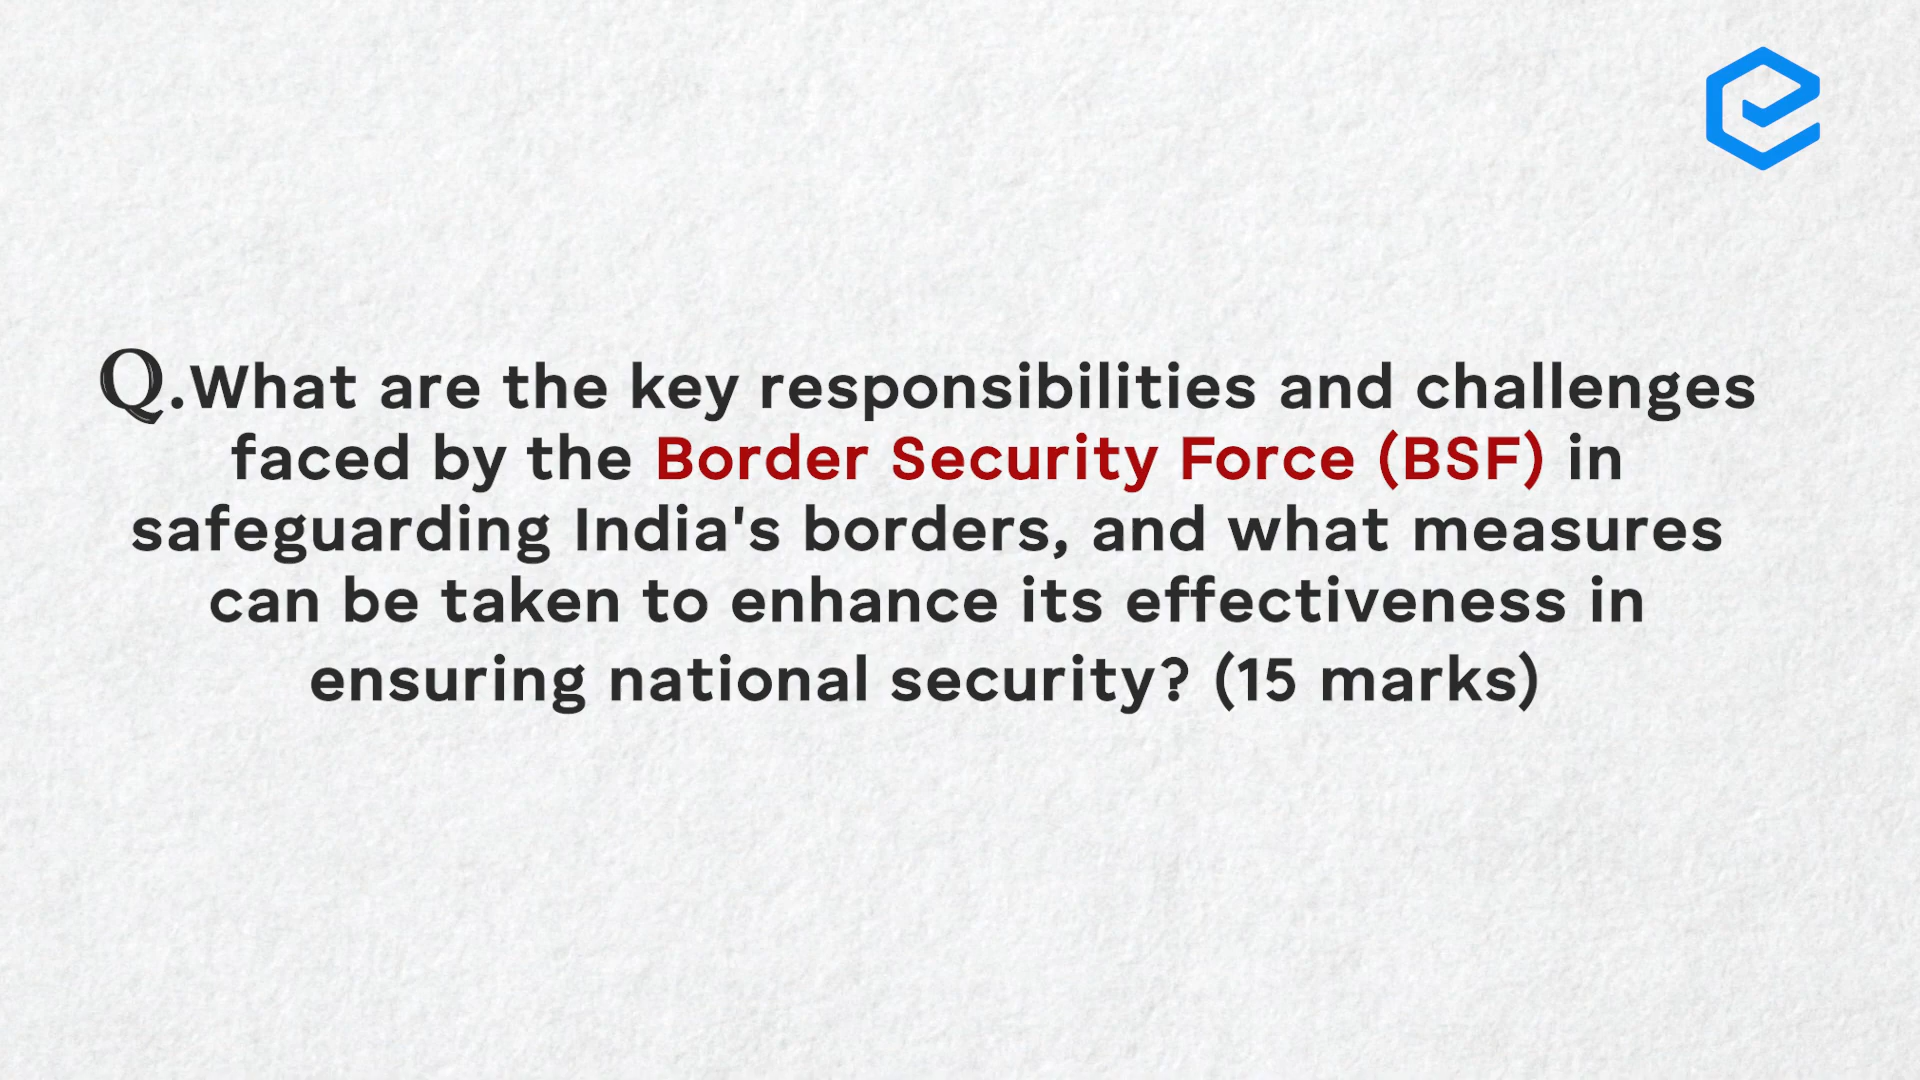 Q.What are the key responsibilities and challenges
faced by the Border Security Force (BSF) in
safeguarding India's borders, and what measures
can be taken to enhance its effectiveness in
ensuring national security? (15 marks)